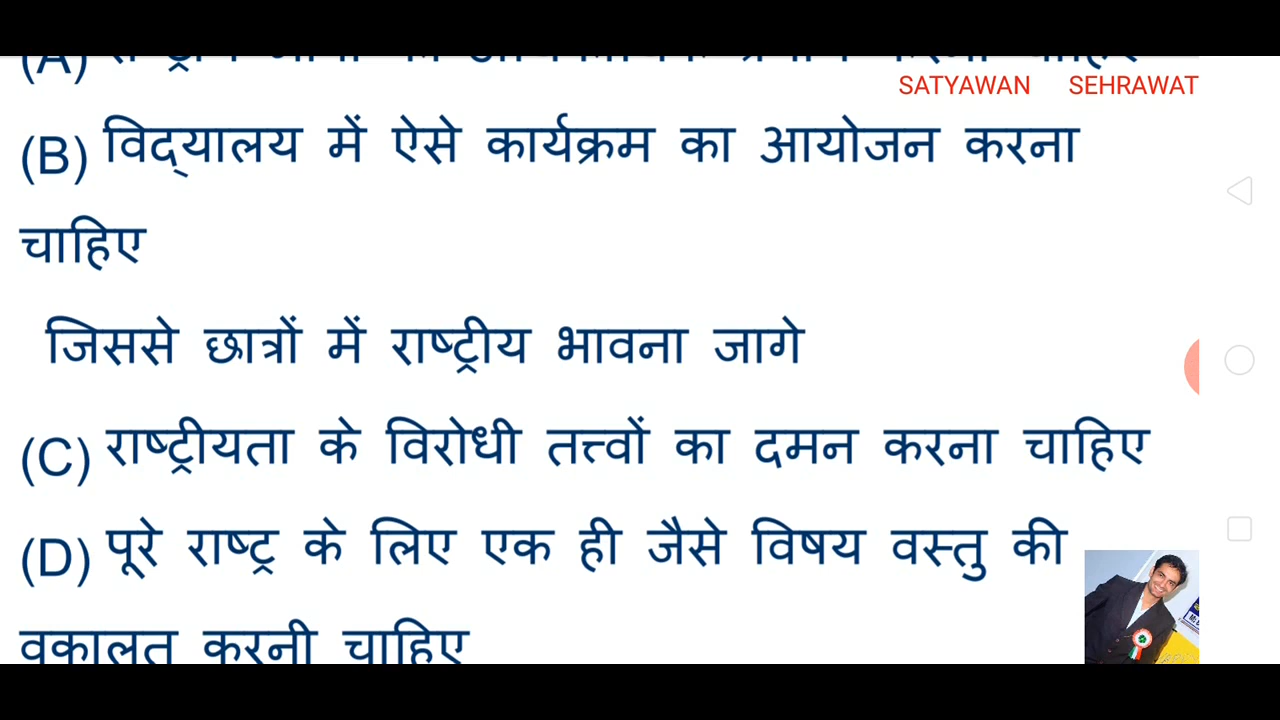 (A)
SATYAWAN SEHRAWAT
(B) विद्यालय में ऐसे कार्यक्रम का आयोजन करना
चाहिए
जिससे छात्रों में राष्ट्रीय भावना जागे
(C) राष्ट्रीयता के विरोधी तत्त्वों का दमन करना चाहिए
(D) पूरे राष्ट्र के लिए एक ही जैसे विषय वस्तु की
वकालत करनी चाहिए